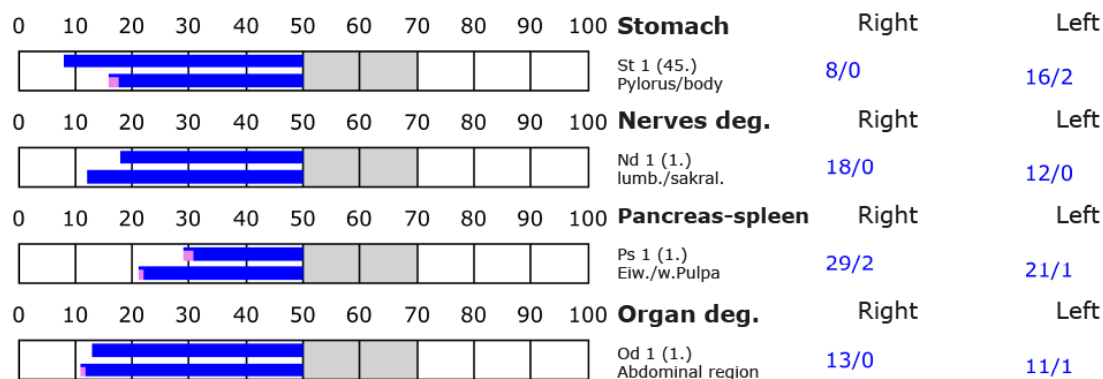 0 10 20 30 40 50 60 70 80 90 100 Stomach Right Left
St 1 (45.)
Pylorus/body
8/0 16/2
0 10 20 30 40 50 60 70 80 90 100 Nerves deg. Right Left
Nd 1 (1.)
lumb./sakral.
18/0 12/0
0 10 20 30 40 50 60 70 80 90 100 Pancreas-spleen Right Left
Ps 1 (1.)
Eiw./w.Pulpa
29/2 21/1
0 10 20 30 40 50 60 70 80 90 100 Organ deg. Right Left
Od 1 (1.)
Abdominal region
13/0 11/1